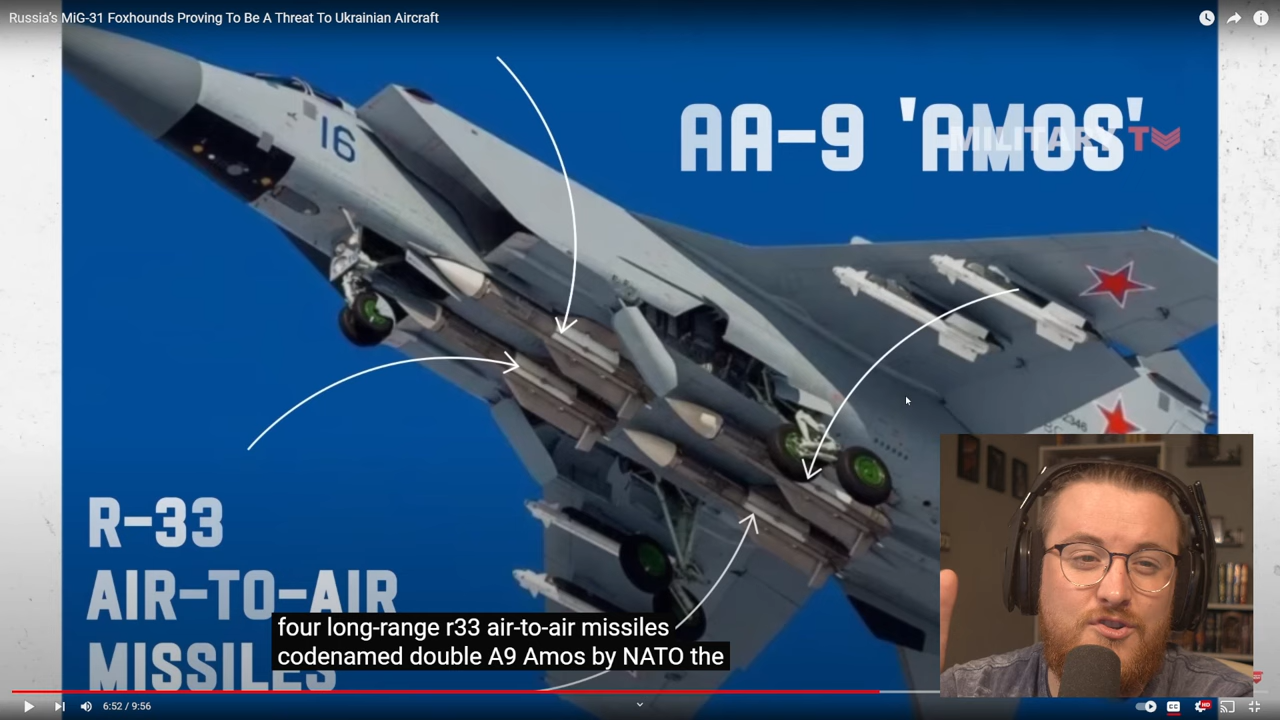 Russia's MiG-31 Foxhounds Proving To Be A Threat To Ukrainian Aircraft
AA-9 'AMOS'
MILITARY TV
16
R-33
AIR-TO-AIR
MISSILES
four long-range r33 air-to-air missiles
codenamed double A9 Amos by NATO the
6:52 / 9:56
CC
HD